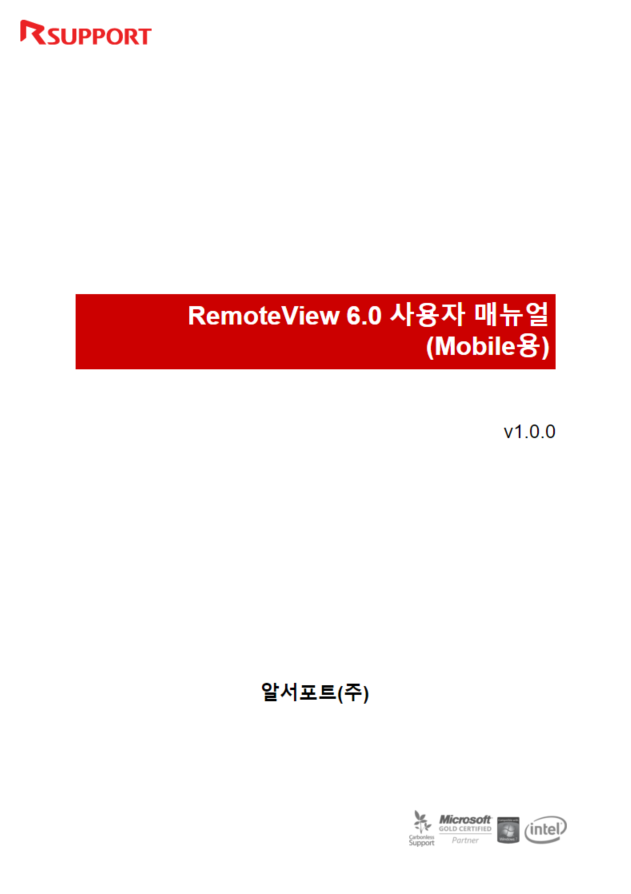 RSUPPORT
RemoteView 6.0 사용자 매뉴얼
(Mobile용)
v1.0.0
알서포트(주)
Carbonless
Support
Microsoft
GOLD CERTIFIED
Partner
intel